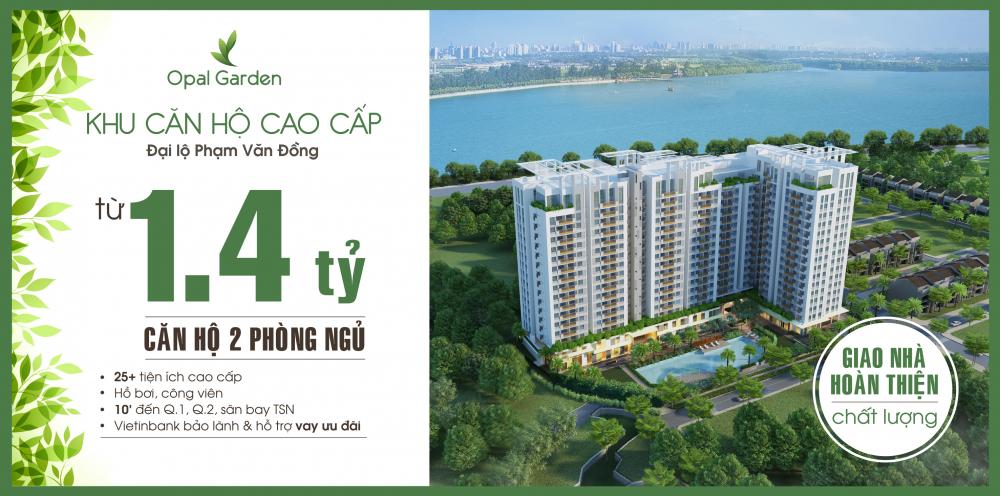 Opal Garden
KHU CĂN HỘ CAO CẤP
Đại lộ Phạm Văn Đồng
từ 1.4 tỷ
CĂN HỘ 2 PHÒNG NGỦ
• 25+ tiện ích cao cấp
• Hồ bơi, công viên
• 10' đến Q.1, Q.2, sân bay TSN
• Vietinbank bảo lãnh & hỗ trợ vay ưu đãi
GIAO NHÀ
HOÀN THIỆN
chất lượng